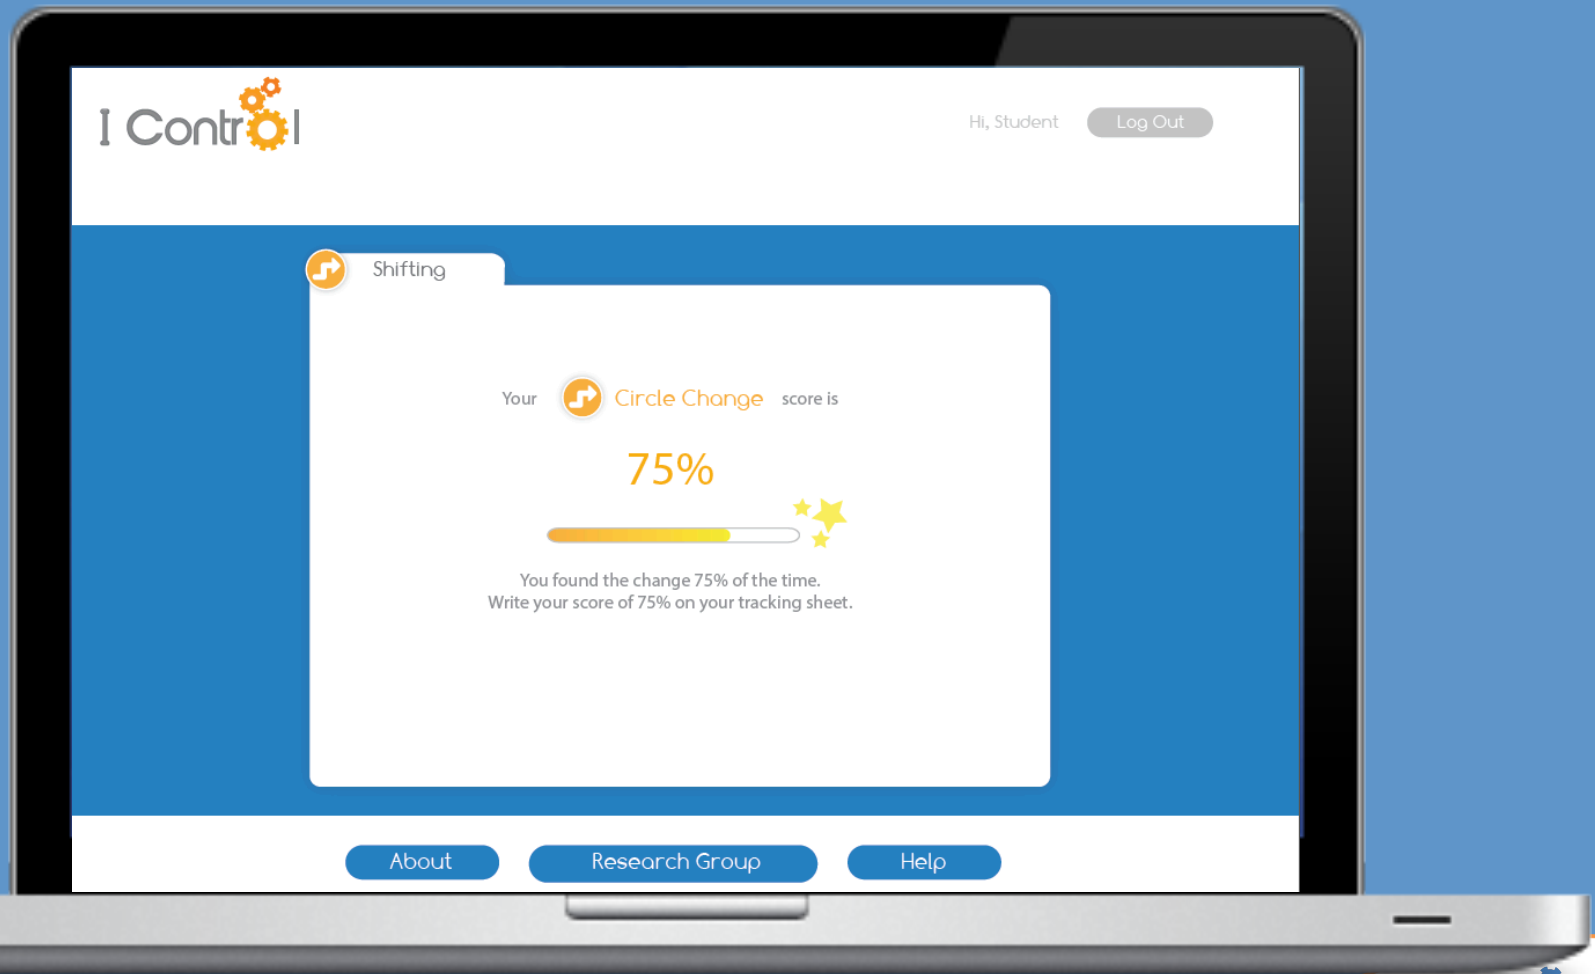 I Control
Hi, Student
Log Out
Shifting
Your Circle Change score is
75%
You found the change 75% of the time.
Write your score of 75% on your tracking sheet.
About
Research Group
Help